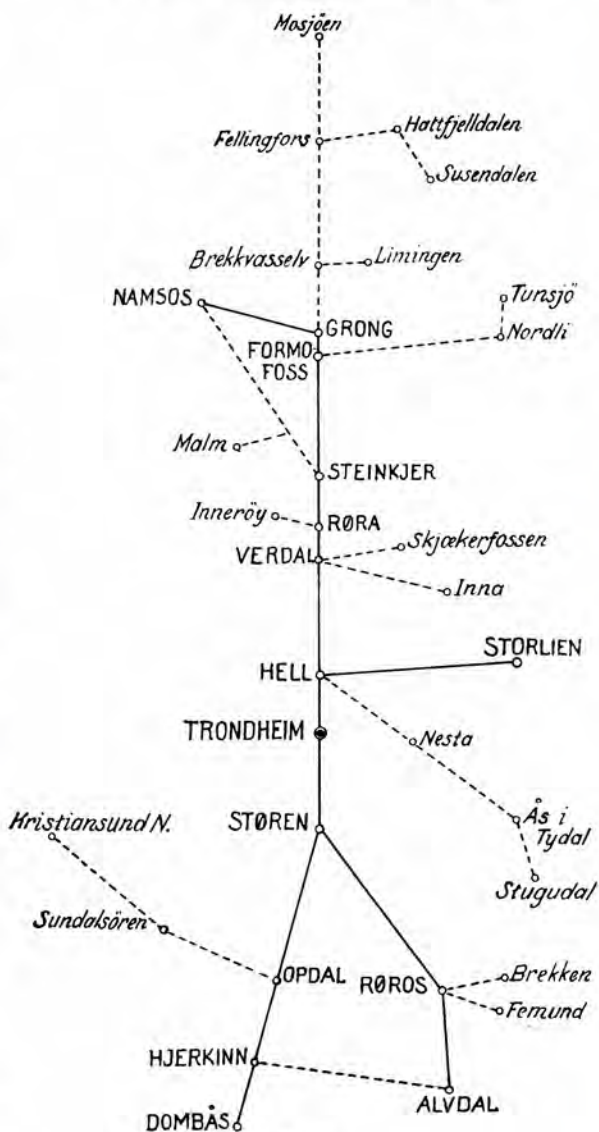 Mosjöen
Hattfjelldalen
Fellingfors
Susendalen
Brekkvasselv
Limingen
NAMSOS
Tunsjö
GRONG
Nordli
FORMO-
FOSS
Malm
STEINKJER
Inneröy
RØRA
Skjækerfossen
VERDAL
Inna
STORLIEN
HELL
TRONDHEIM
Nesta
Kristiansund N.
STØREN
Ås i
Tydal
Stugudal
Sundalsören
OPDAL
RØROS
Brekken
Femund
HJERKINN
ALVDAL
DOMBÅS